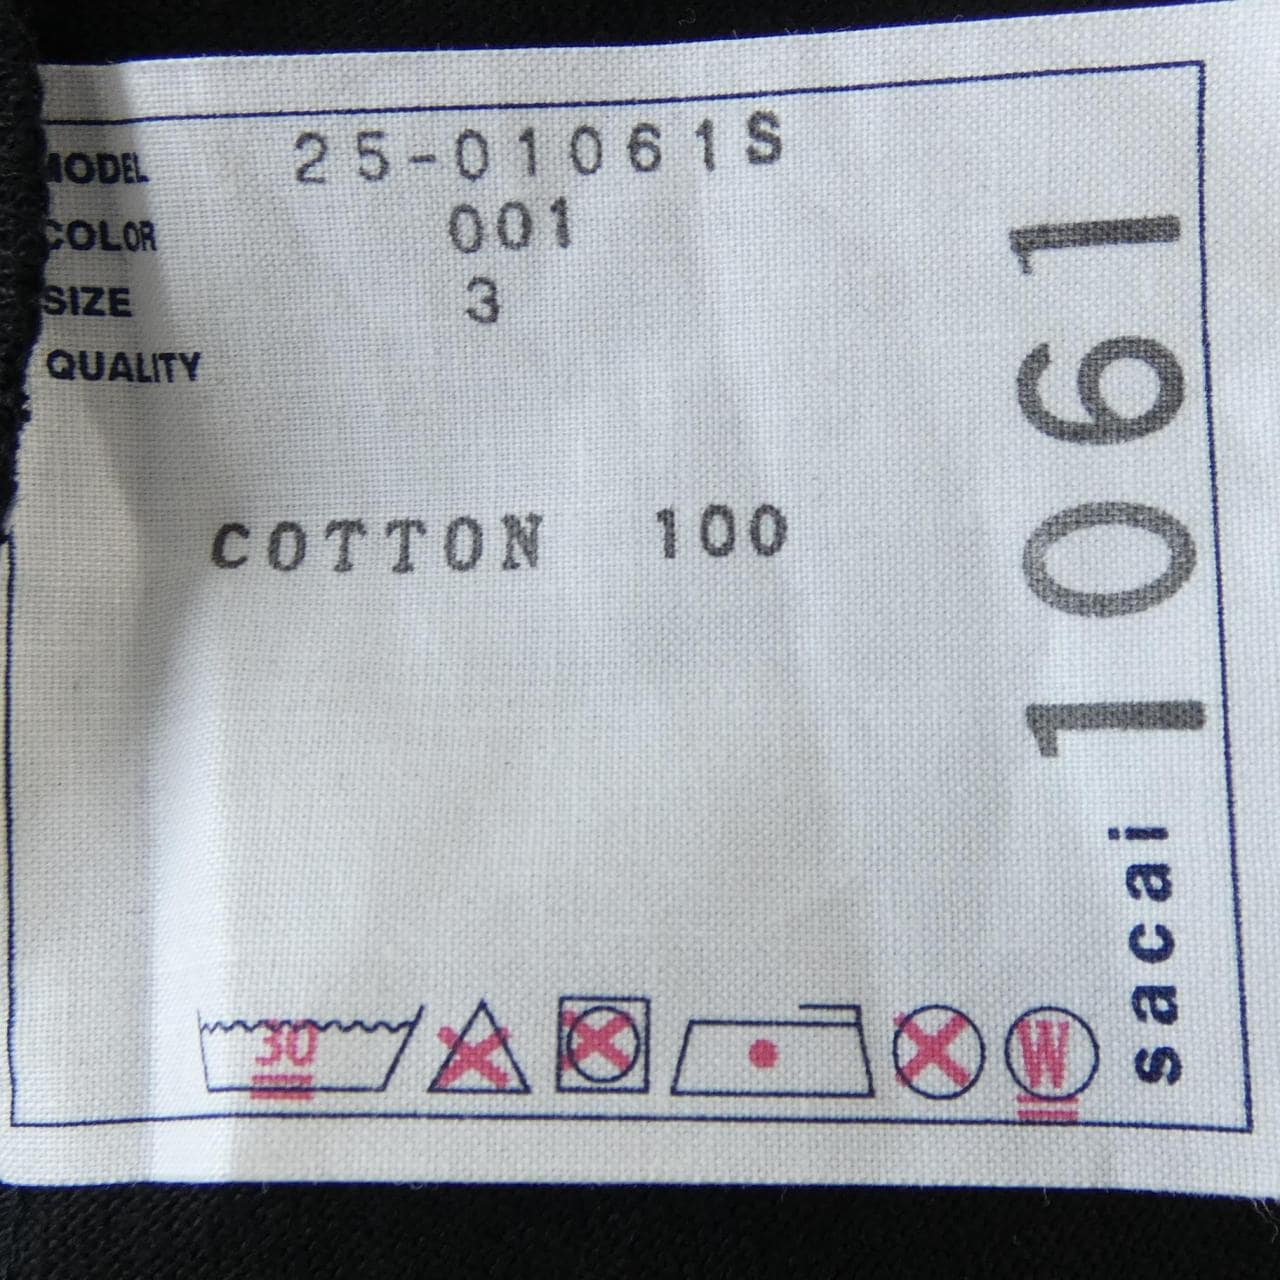 MODEL 25-01061S
COLOR 001
SIZE 3
QUALITY
COTTON 100
30
W
sacai 1061